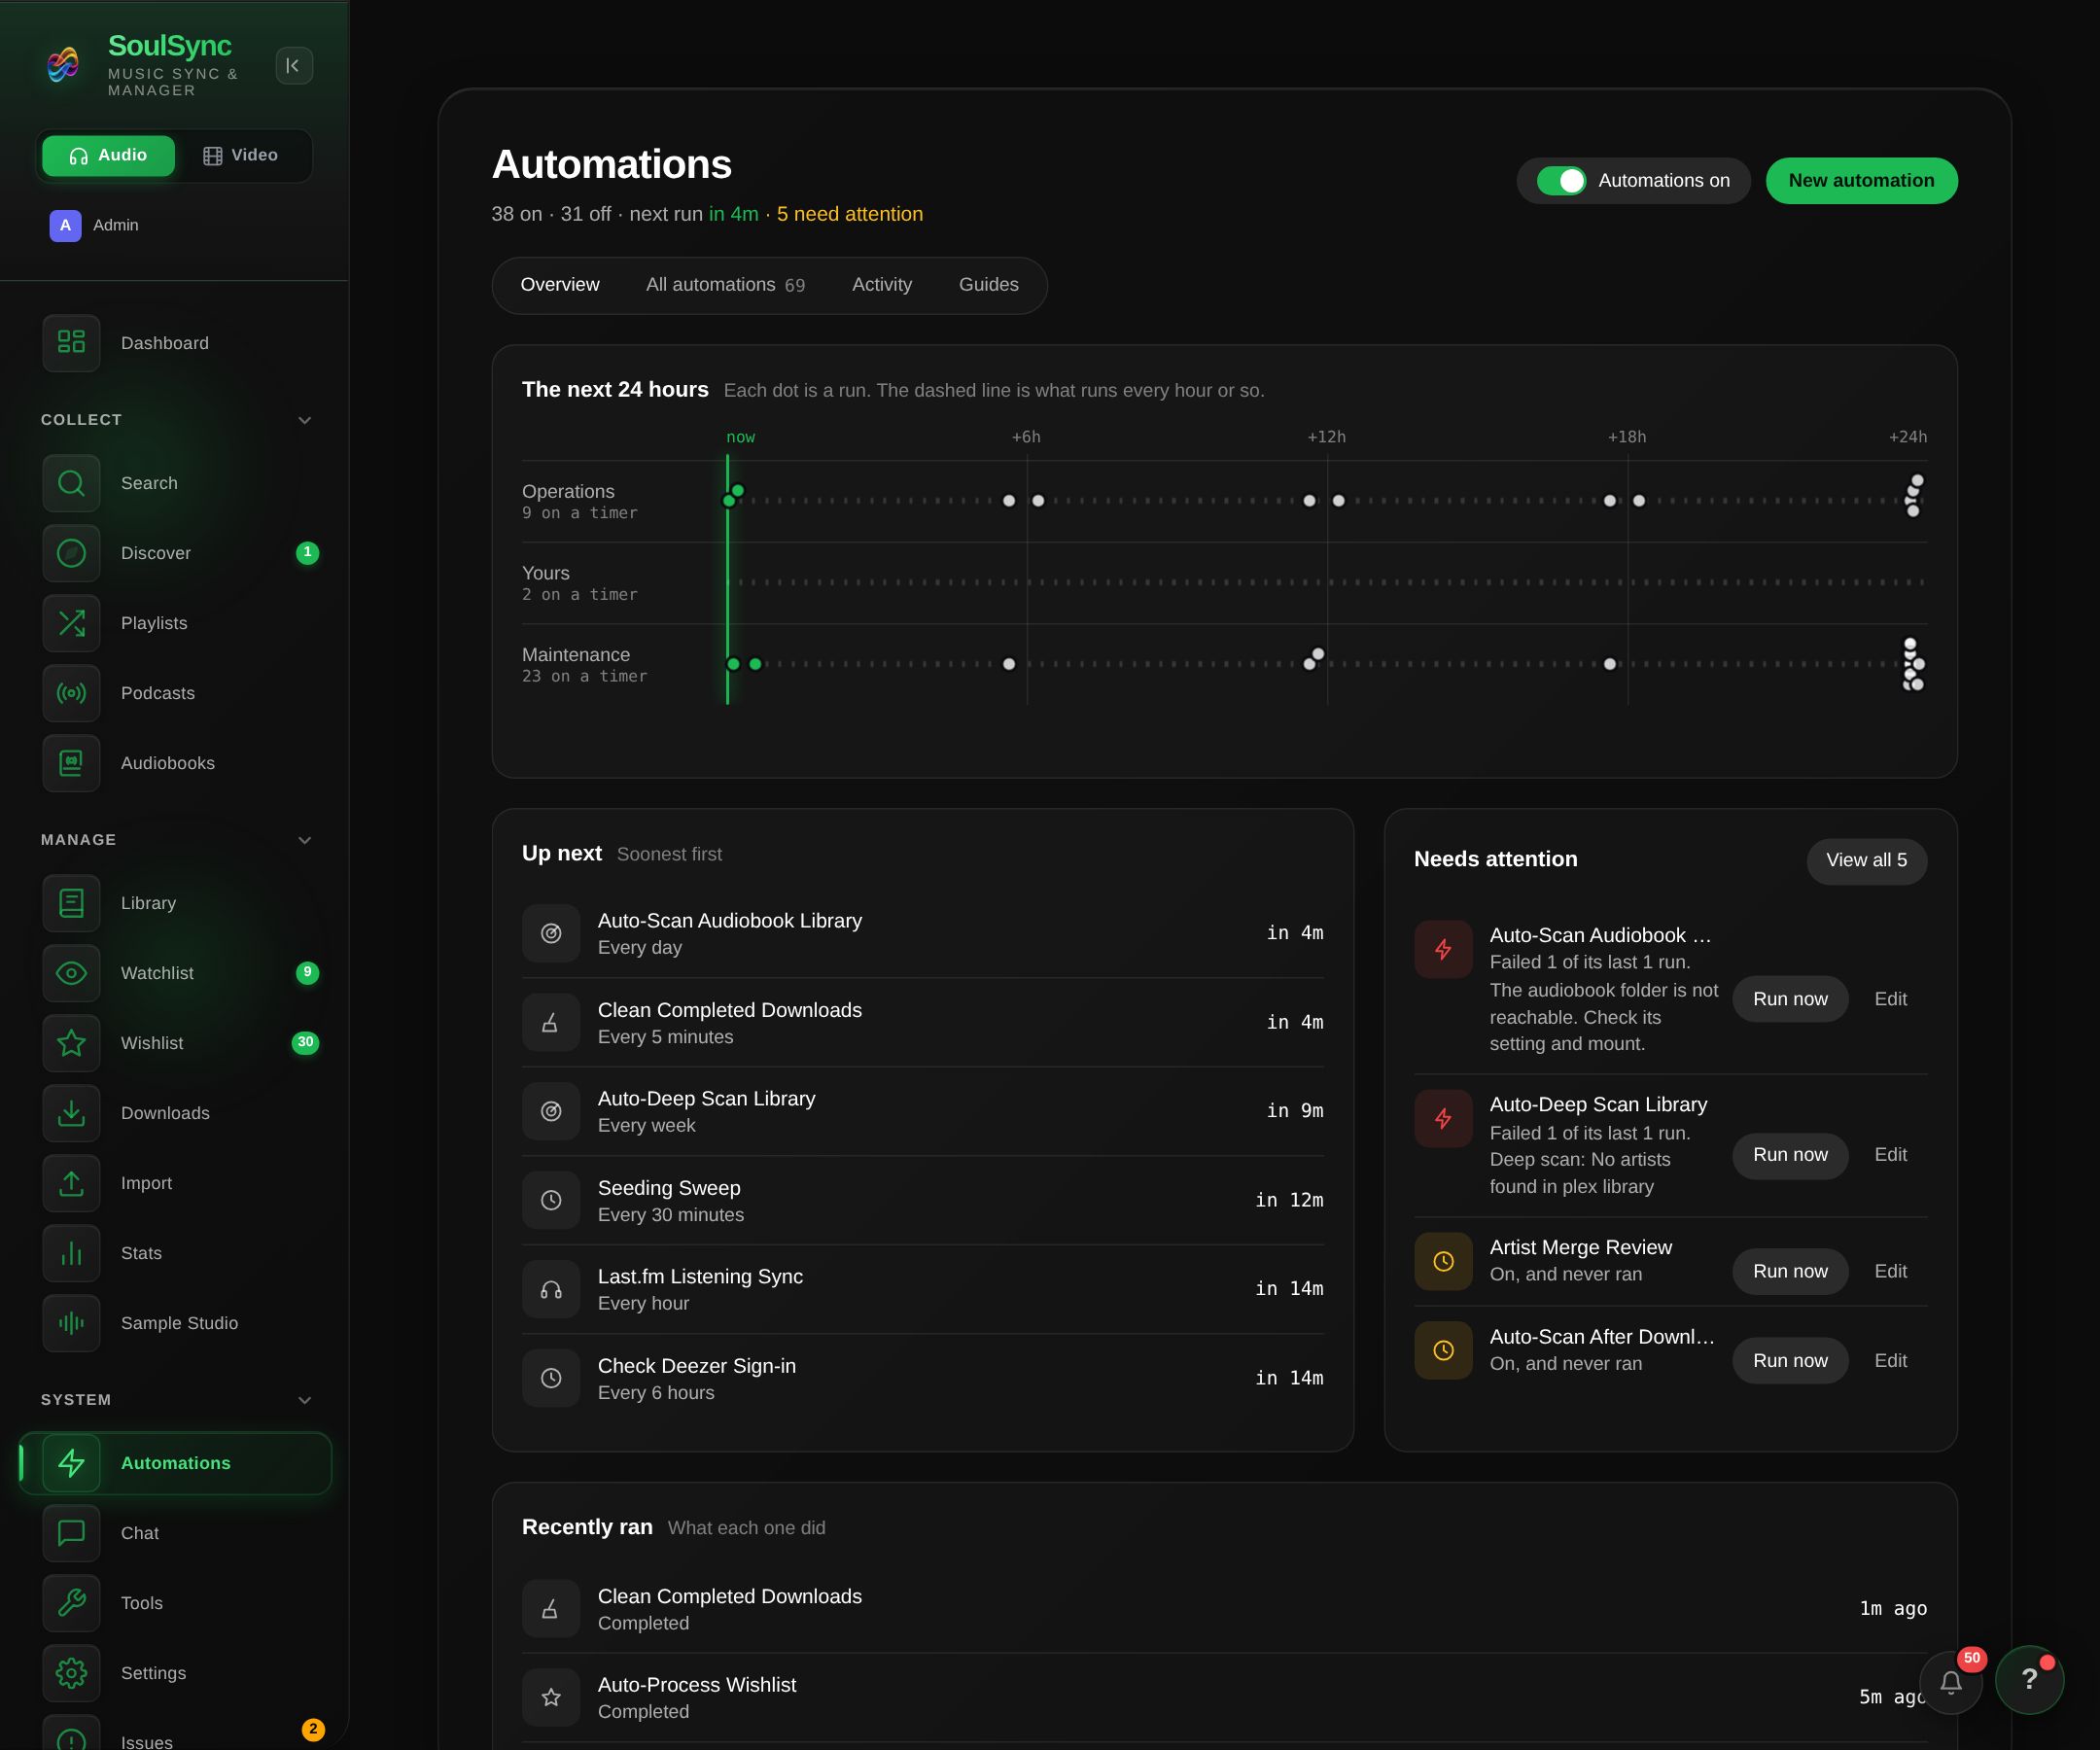 SoulSync
MUSIC SYNC &
MANAGER
Audio
Video
A
Admin
Dashboard
COLLECT
Search
Discover
1
Playlists
Podcasts
Audiobooks
MANAGE
Library
Watchlist
9
Wishlist
30
Downloads
Import
Stats
Sample Studio
SYSTEM
Automations
Chat
Tools
Settings
Issues
2
Automations
38 on · 31 off · next run in 4m · 5 need attention
Automations on
New automation
Overview
All automations 69
Activity
Guides
The next 24 hours Each dot is a run. The dashed line is what runs every hour or so.
now
+6h
+12h
+18h
+24h
Operations
9 on a timer
Yours
2 on a timer
Maintenance
23 on a timer
Up next Soonest first
Auto-Scan Audiobook Library
Every day
in 4m
Clean Completed Downloads
Every 5 minutes
in 4m
Auto-Deep Scan Library
Every week
in 9m
Seeding Sweep
Every 30 minutes
in 12m
Last.fm Listening Sync
Every hour
in 14m
Check Deezer Sign-in
Every 6 hours
in 14m
Needs attention
View all 5
Auto-Scan Audiobook …
Failed 1 of its last 1 run.
The audiobook folder is not
reachable. Check its
setting and mount.
Run now
Edit
Auto-Deep Scan Library
Failed 1 of its last 1 run.
Deep scan: No artists
found in plex library
Run now
Edit
Artist Merge Review
On, and never ran
Run now
Edit
Auto-Scan After Downl…
On, and never ran
Run now
Edit
Recently ran What each one did
Clean Completed Downloads
Completed
1m ago
Auto-Process Wishlist
Completed
5m ago
50
?